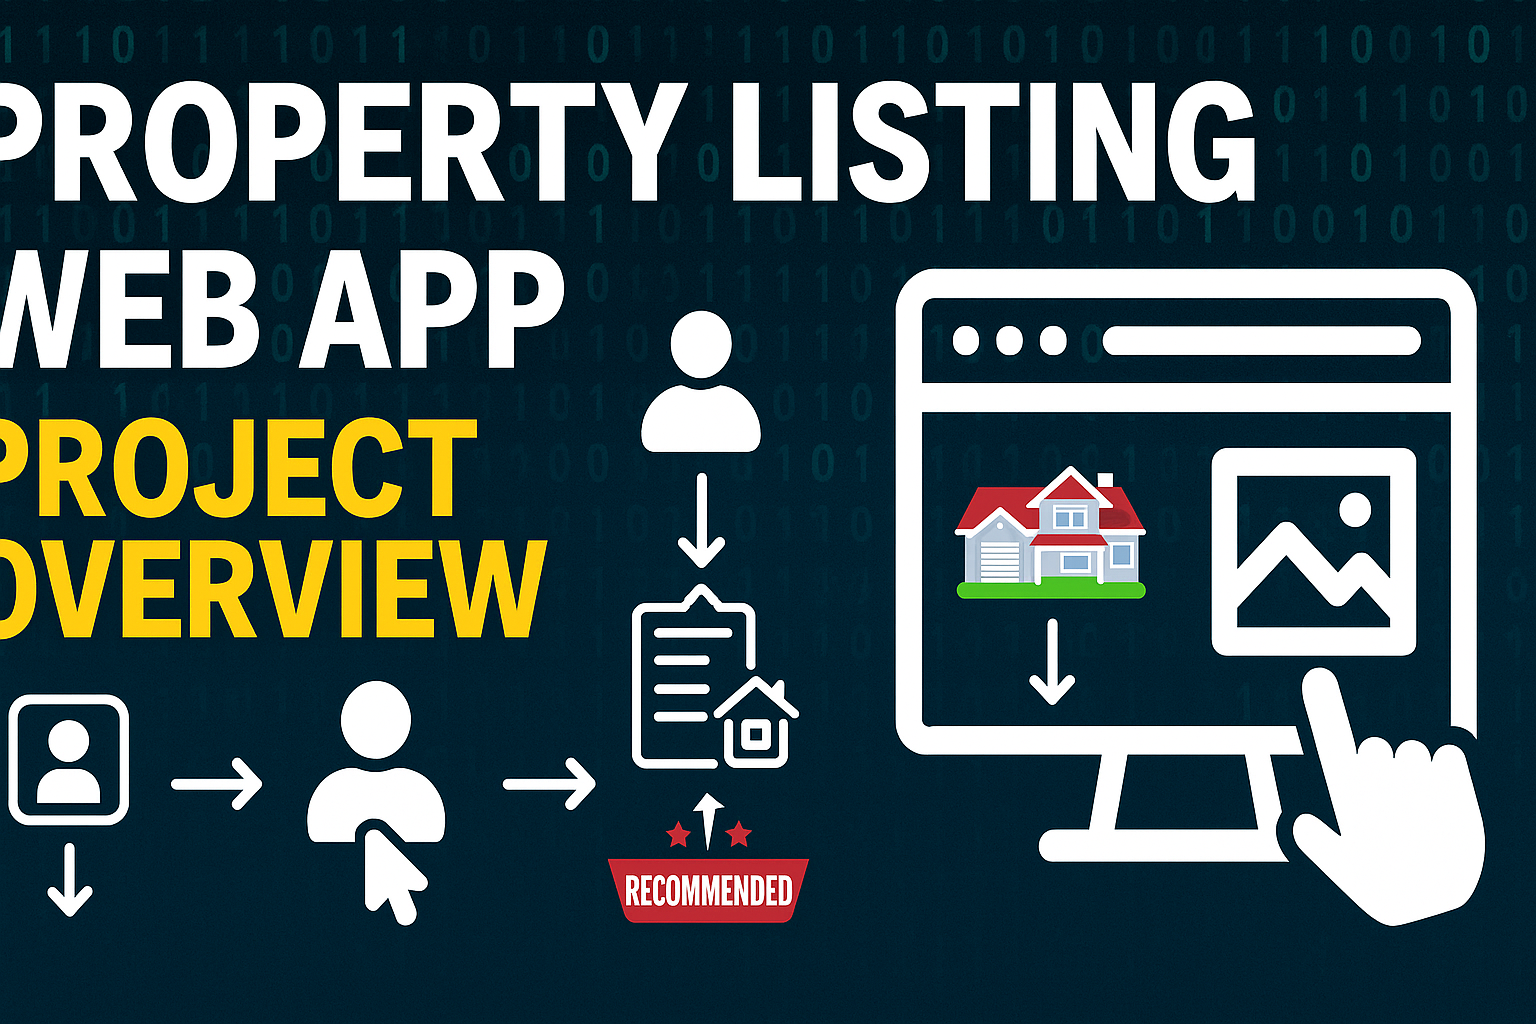 PROPERTY LISTING
WEB APP
PROJECT
OVERVIEW
RECOMMENDED